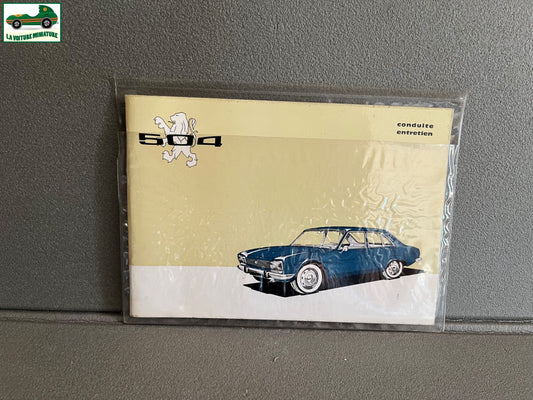 LA VOITURE MINIATURE
504
conduite
entretien